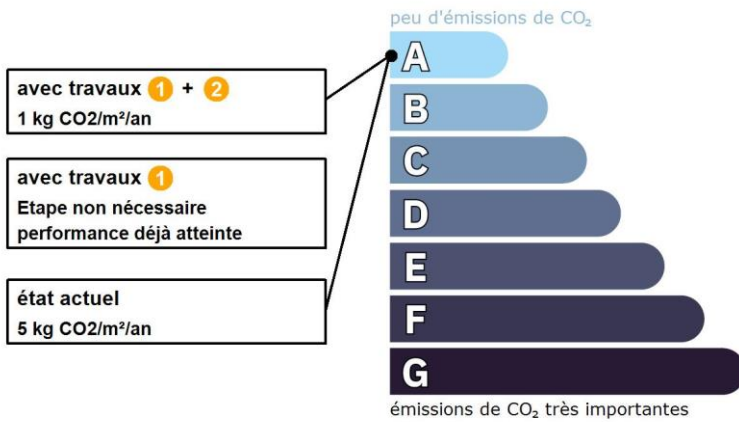 peu d'émissions de CO₂
avec travaux 1 + 2
1 kg CO2/m²/an
avec travaux 1
Etape non nécessaire
performance déjà atteinte
état actuel
5 kg CO2/m²/an
A
B
C
D
E
F
G
émissions de CO₂ très importantes